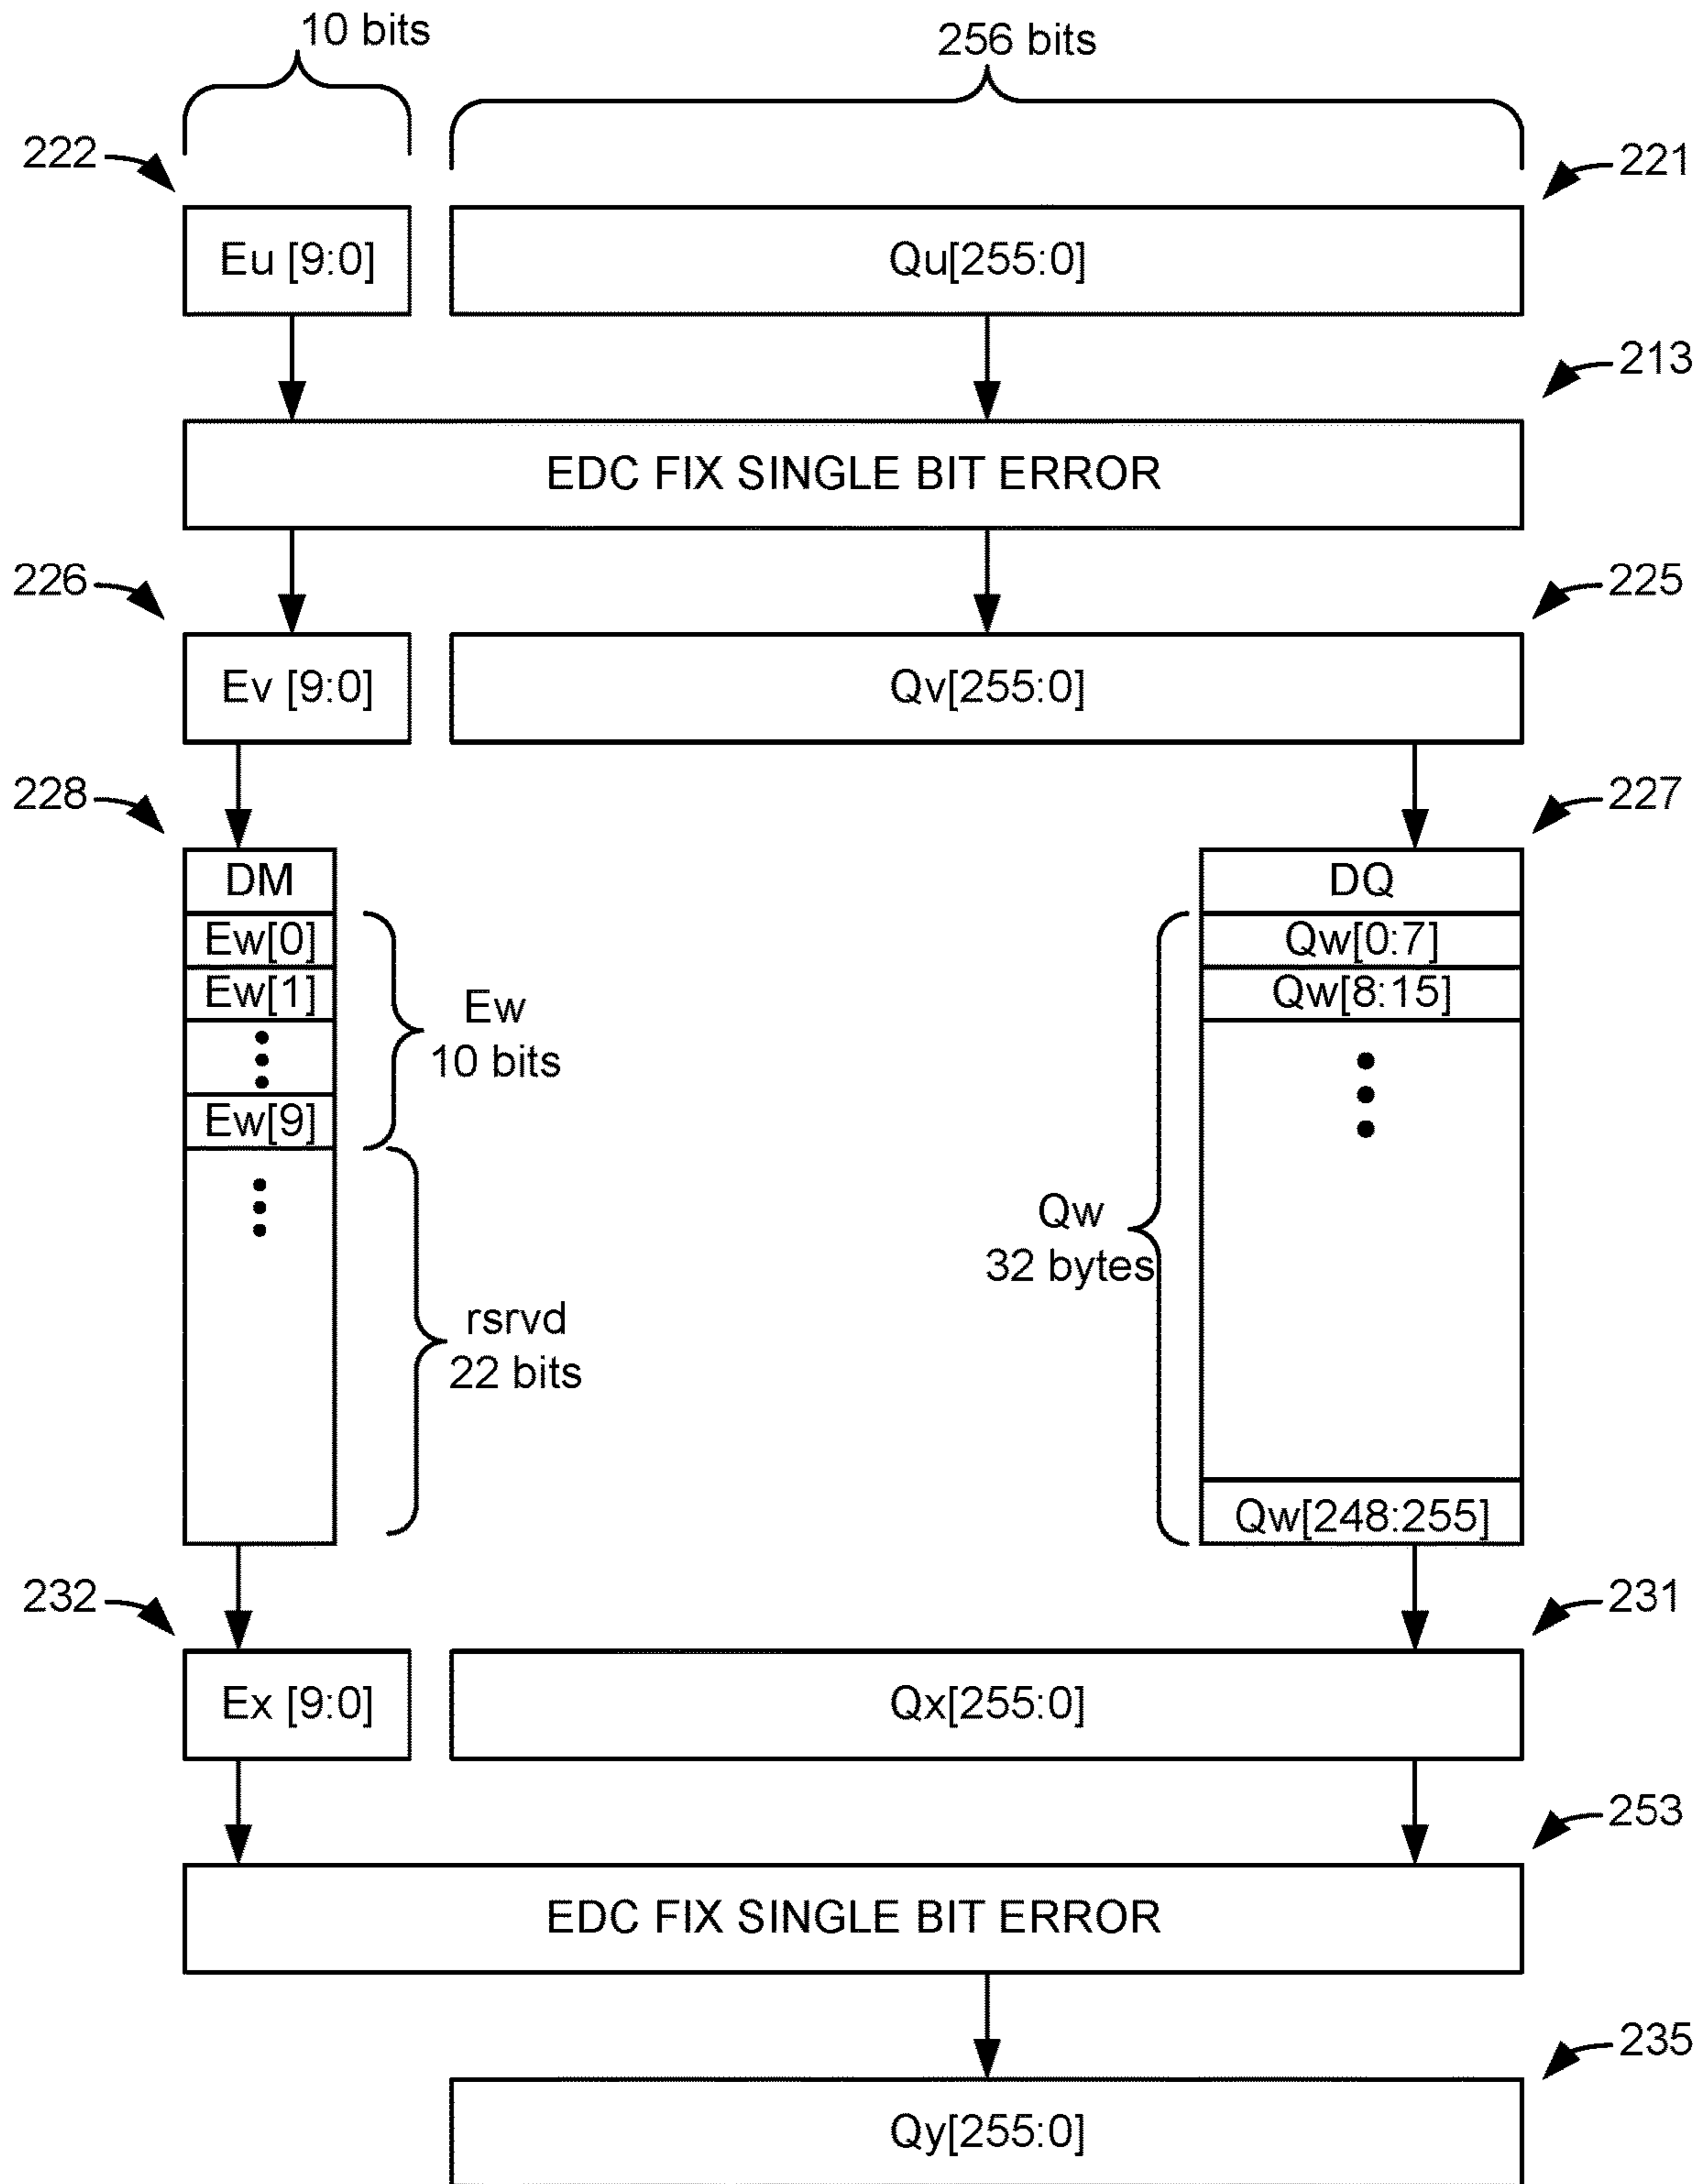 10 bits
256 bits
222
221
Eu [9:0]
Qu[255:0]
213
EDC FIX SINGLE BIT ERROR
226
225
Ev [9:0]
Qv[255:0]
228
227
DM
DQ
Ew[0]
Qw[0:7]
Ew[1]
Qw[8:15]
Ew
10 bits
Ew[9]
Qw
32 bytes
rsrvd
22 bits
Qw[248:255]
232
231
Ex [9:0]
Qx[255:0]
253
EDC FIX SINGLE BIT ERROR
235
Qy[255:0]